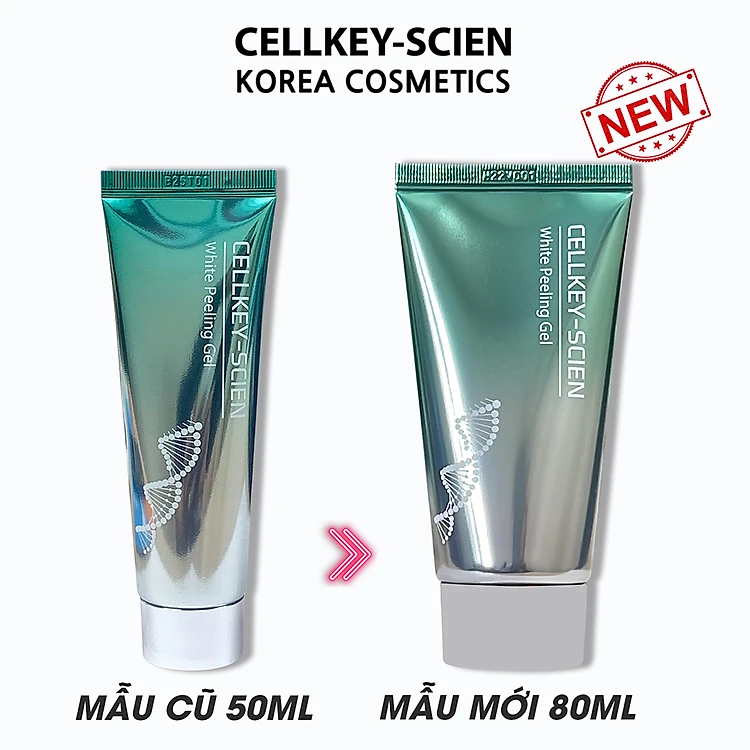 CELLKEY-SCIEN
KOREA COSMETICS
NEW
B2ST01
CELLKEY-SCIEN
White Peeling Gel
CELLKEY-SCIEN
White Peeling Gel
MẪU CŨ 50ML
MẪU MỚI 80ML